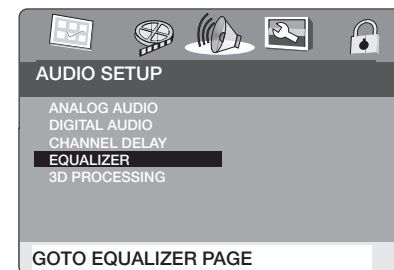 AUDIO SETUP
ANALOG AUDIO
DIGITAL AUDIO
CHANNEL DELAY
EQUALIZER
3D PROCESSING
GOTO EQUALIZER PAGE